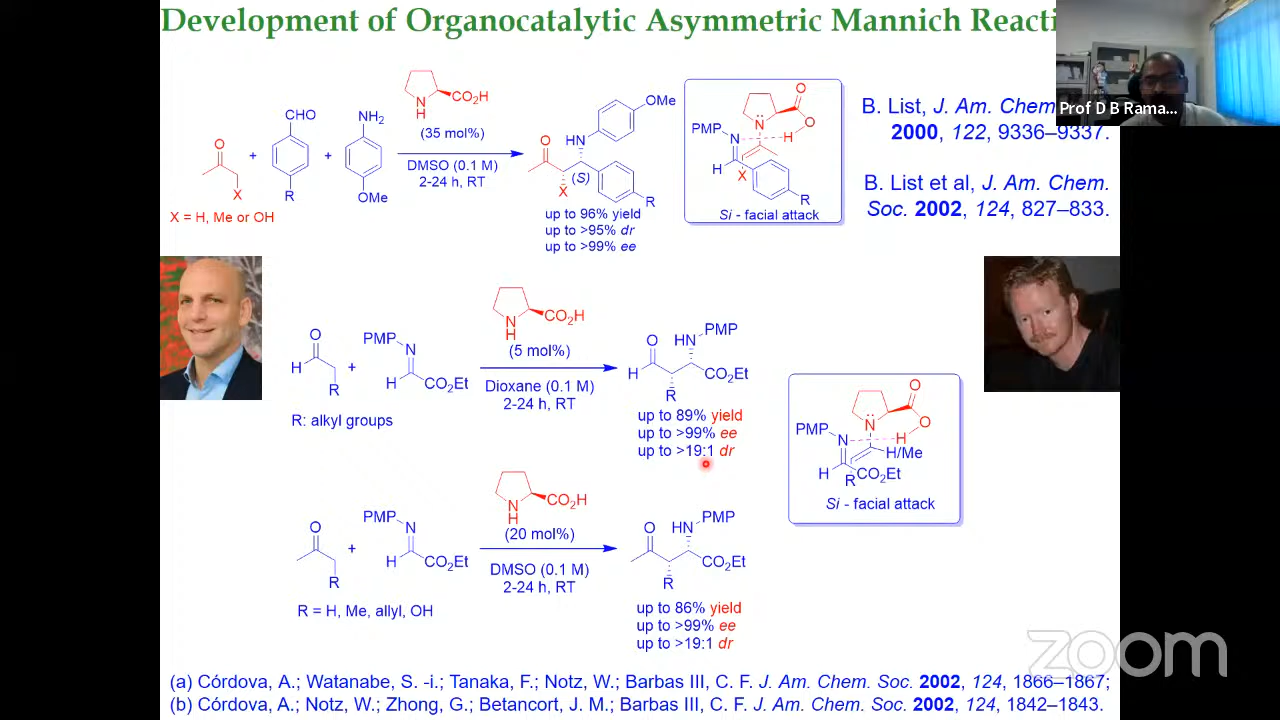 Development of Organocatalytic Asymmetric Mannich Reacti
Prof D B Rama...
B. List, J. Am. Chem.
2000, 122, 9336–9337.
B. List et al, J. Am. Chem.
Soc. 2002, 124, 827–833.
O
X
X = H, Me or OH
+
CHO
R
+
NH2
OMe
N
H
CO2H
(35 mol%)
DMSO (0.1 M)
2-24 h, RT
O
HN
OMe
(S)
X
R
up to 96% yield
up to >95% dr
up to >99% ee
O
O
N
H
PMP
N
H
X
R
Si - facial attack
O
H
R
R: alkyl groups
+
PMP
N
H
CO2Et
N
H
CO2H
(5 mol%)
Dioxane (0.1 M)
2-24 h, RT
O
H
HN
PMP
CO2Et
R
up to 89% yield
up to >99% ee
up to >19:1 dr
O
O
N
H
PMP
N
H/Me
H
CO2Et
R
Si - facial attack
O
R
R = H, Me, allyl, OH
+
PMP
N
H
CO2Et
N
H
CO2H
(20 mol%)
DMSO (0.1 M)
2-24 h, RT
O
HN
PMP
CO2Et
R
up to 86% yield
up to >99% ee
up to >19:1 dr
zoom
(a) Córdova, A.; Watanabe, S. -i.; Tanaka, F.; Notz, W.; Barbas III, C. F. J. Am. Chem. Soc. 2002, 124, 1866–1867;
(b) Córdova, A.; Notz, W.; Zhong, G.; Betancort, J. M.; Barbas III, C. F. J. Am. Chem. Soc. 2002, 124, 1842–1843.